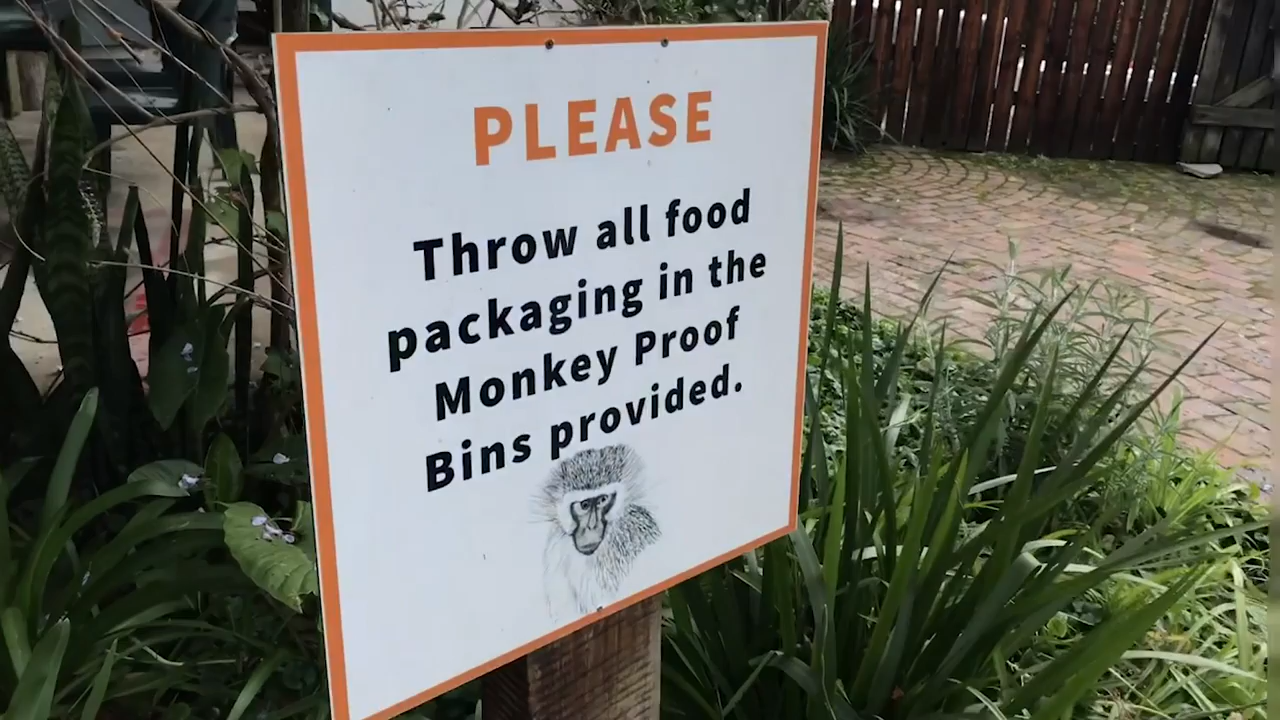 PLEASE
Throw all food
packaging in the
Monkey Proof
Bins provided.